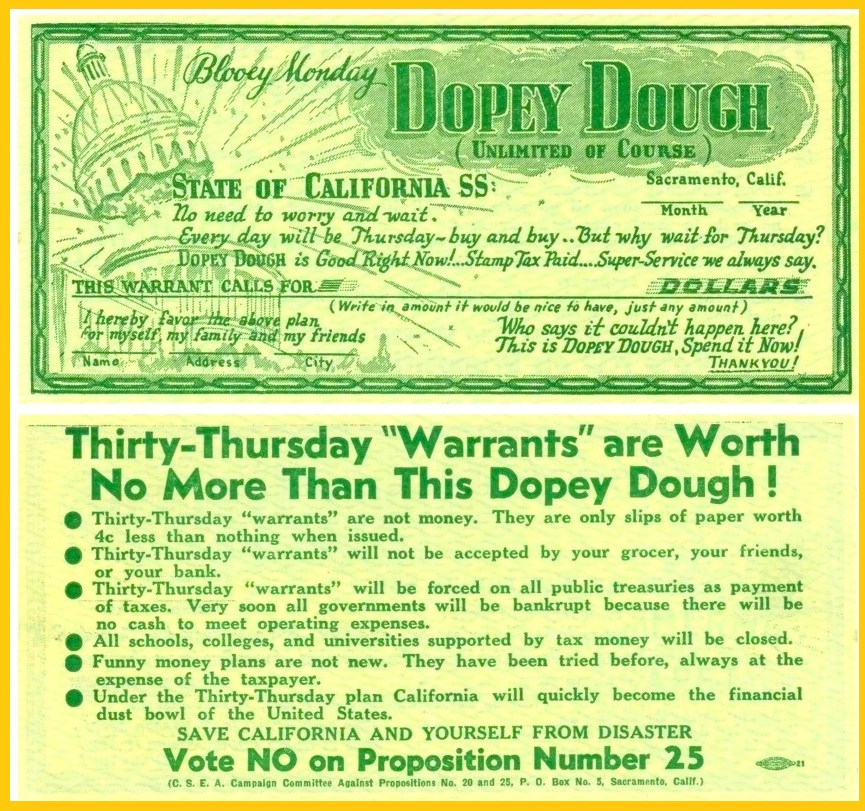 Blooey Monday
DOPEY DOUGH
(UNLIMITED OF COURSE)
STATE OF CALIFORNIA SS:
Sacramento, Calif.
Month Year
No need to worry and wait.
Every day will be Thursday–buy and buy..But why wait for Thursday?
DOPEY DOUGH is Good Right Now!...Stamp Tax Paid....Super-Service we always say.
THIS WARRANT CALLS FOR DOLLARS
(Write in amount it would be nice to have, just any amount)
I hereby favor the above plan
for myself, my family and my friends
Name Address City
Who says it couldn't happen here?
This is DOPEY DOUGH, Spend it Now!
THANKYOU!
Thirty-Thursday "Warrants" are Worth
No More Than This Dopey Dough!
● Thirty-Thursday "warrants" are not money. They are only slips of paper worth
4c less than nothing when issued.
● Thirty-Thursday "warrants" will not be accepted by your grocer, your friends,
or your bank.
● Thirty-Thursday "warrants" will be forced on all public treasuries as payment
of taxes. Very soon all governments will be bankrupt because there will be
no cash to meet operating expenses.
● All schools, colleges, and universities supported by tax money will be closed.
● Funny money plans are not new. They have been tried before, always at the
expense of the taxpayer.
● Under the Thirty-Thursday plan California will quickly become the financial
dust bowl of the United States.
SAVE CALIFORNIA AND YOURSELF FROM DISASTER
Vote NO on Proposition Number 25
21
(C. S. E. A. Campaign Committee Against Propositions No. 20 and 25, P. O. Box No. 5, Sacramento, Calif.)